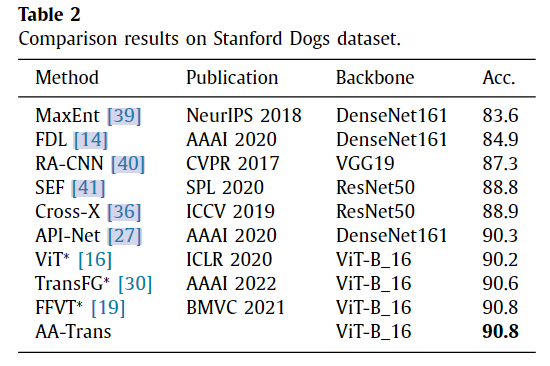 Table 2
Comparison results on Stanford Dogs dataset.
Method Publication Backbone Acc.
MaxEnt [39] NeurIPS 2018 DenseNet161 83.6
FDL [14] AAAI 2020 DenseNet161 84.9
RA-CNN [40] CVPR 2017 VGG19 87.3
SEF [41] SPL 2020 ResNet50 88.8
Cross-X [36] ICCV 2019 ResNet50 88.9
API-Net [27] AAAI 2020 DenseNet161 90.3
ViT* [16] ICLR 2020 ViT-B_16 90.2
TransFG* [30] AAAI 2022 ViT-B_16 90.6
FFVT* [19] BMVC 2021 ViT-B_16 90.8
AA-Trans ViT-B_16 90.8